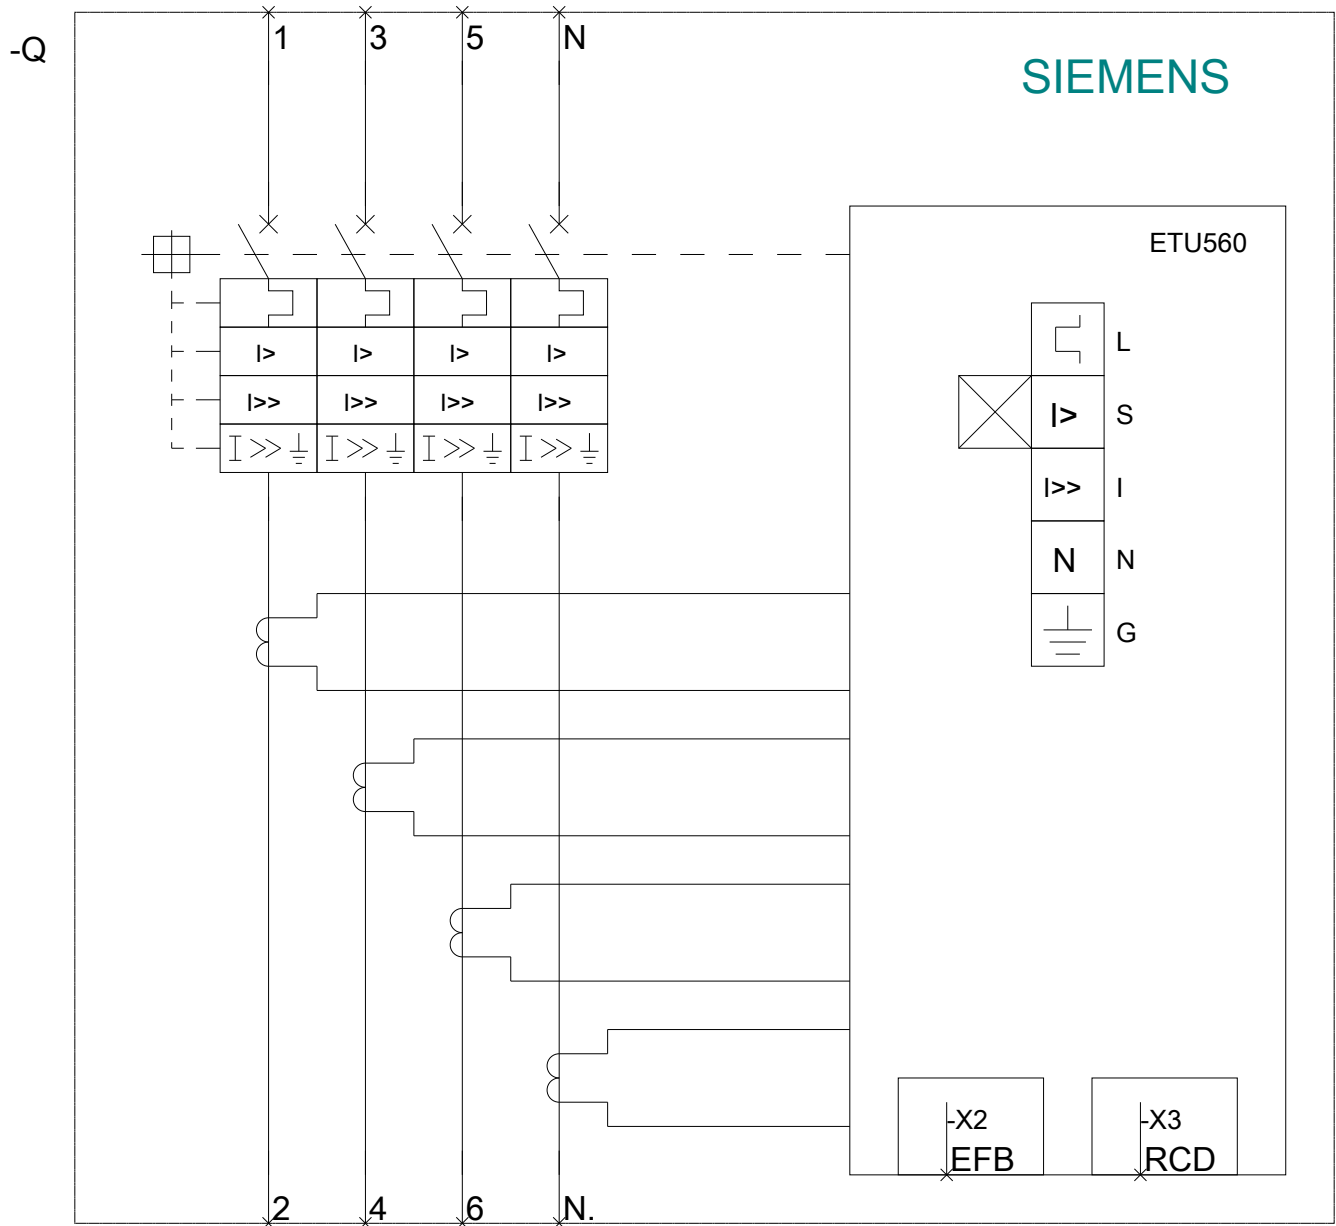 1 3 5 N
-Q
SIEMENS
ETU560
I> I> I> I>
I>> I>> I>> I>>
I >> I >> I >> I >>
L
I> S
I>> I
N N
G
-X2 -X3
EFB RCD
2 4 6 N.